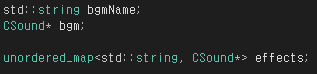 std::string bgmName;
CSound* bgm;
unordered_map<std::string, CSound*> effects;